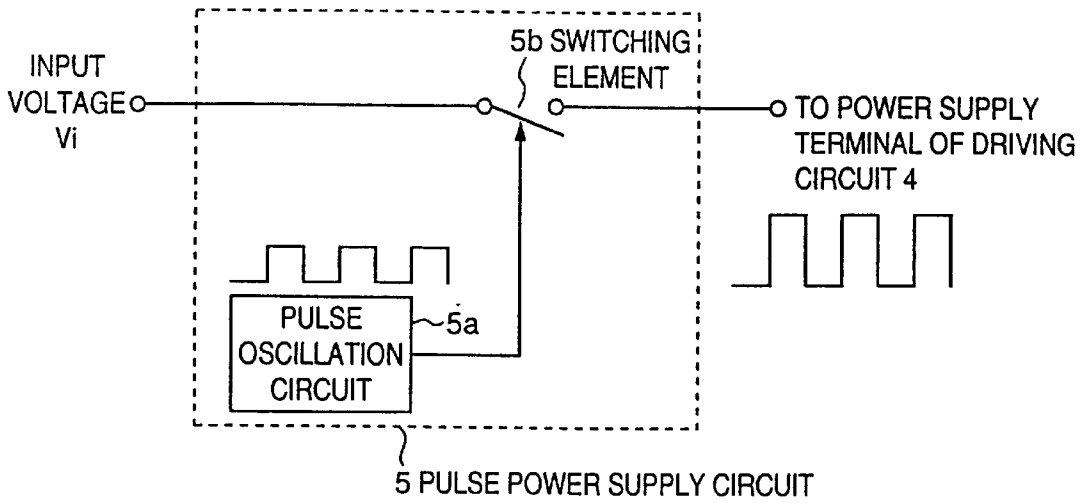 5b SWITCHING
ELEMENT
INPUT
VOLTAGE
Vi
TO POWER SUPPLY
TERMINAL OF DRIVING
CIRCUIT 4
PULSE
OSCILLATION
CIRCUIT
5a
5 PULSE POWER SUPPLY CIRCUIT